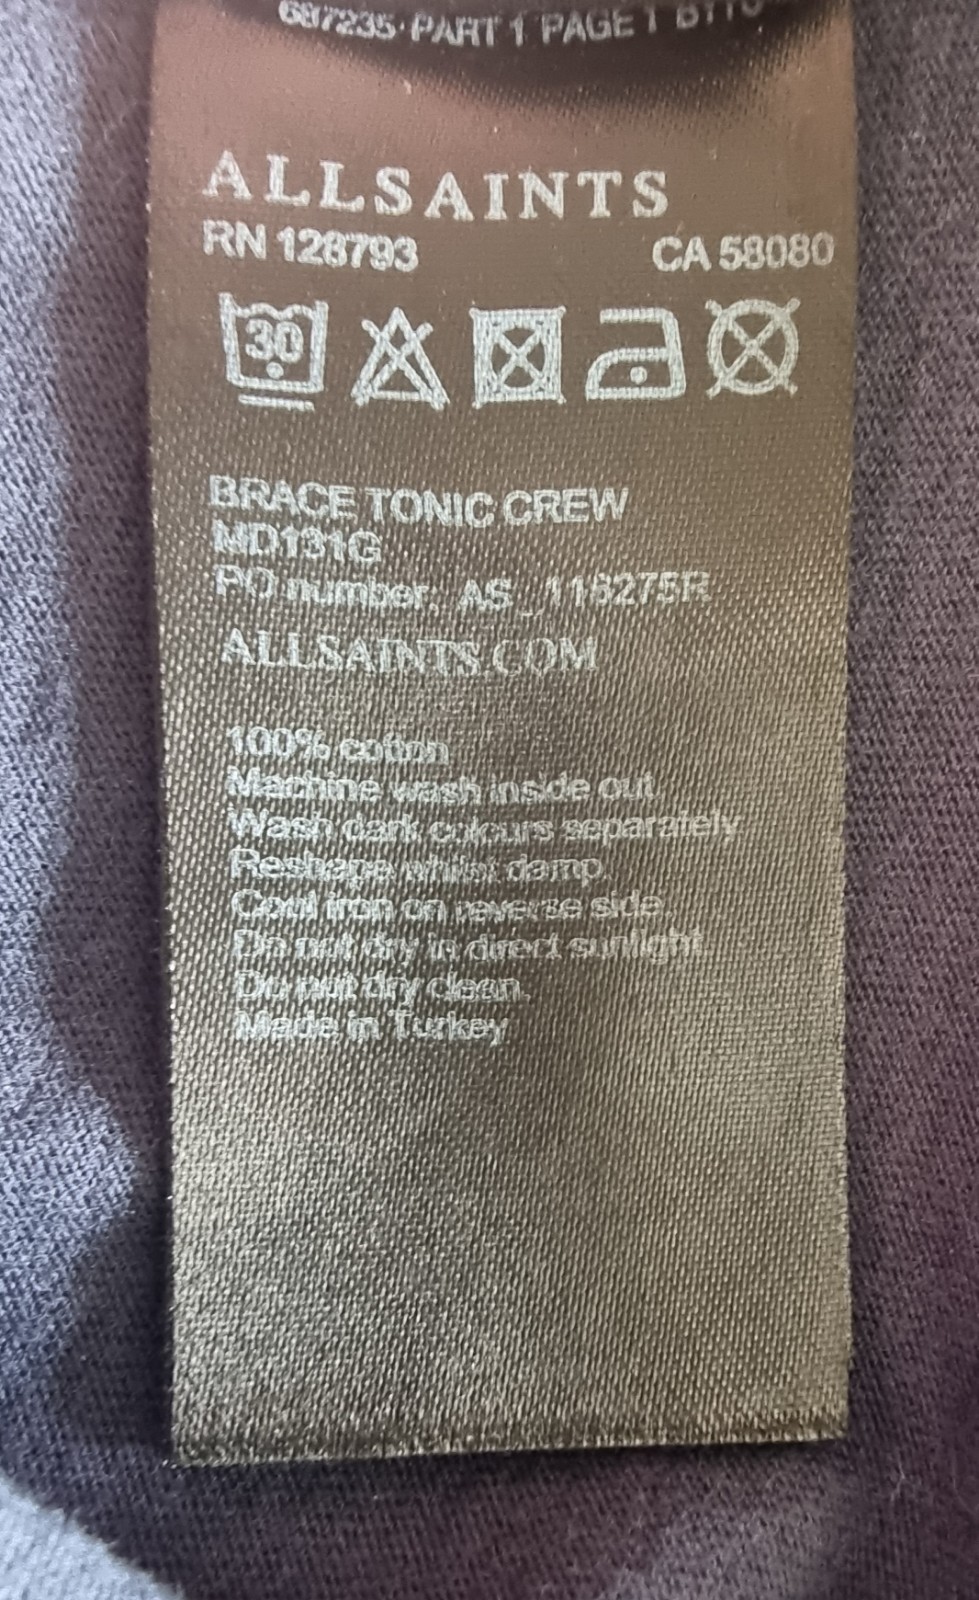 687235 PART 1 PAGE 1
ALLSAINTS
RN 128793 CA 58080
30
BRACE TONIC CREW
MD131G
PO number: AS_116275R
ALLSAINTS.COM
100% cotton
Machine wash inside out.
Wash dark colours separately
Reshape whilst damp.
Cool iron on reverse side.
Do not dry in direct sunlight.
Do not dry clean.
Made in Turkey